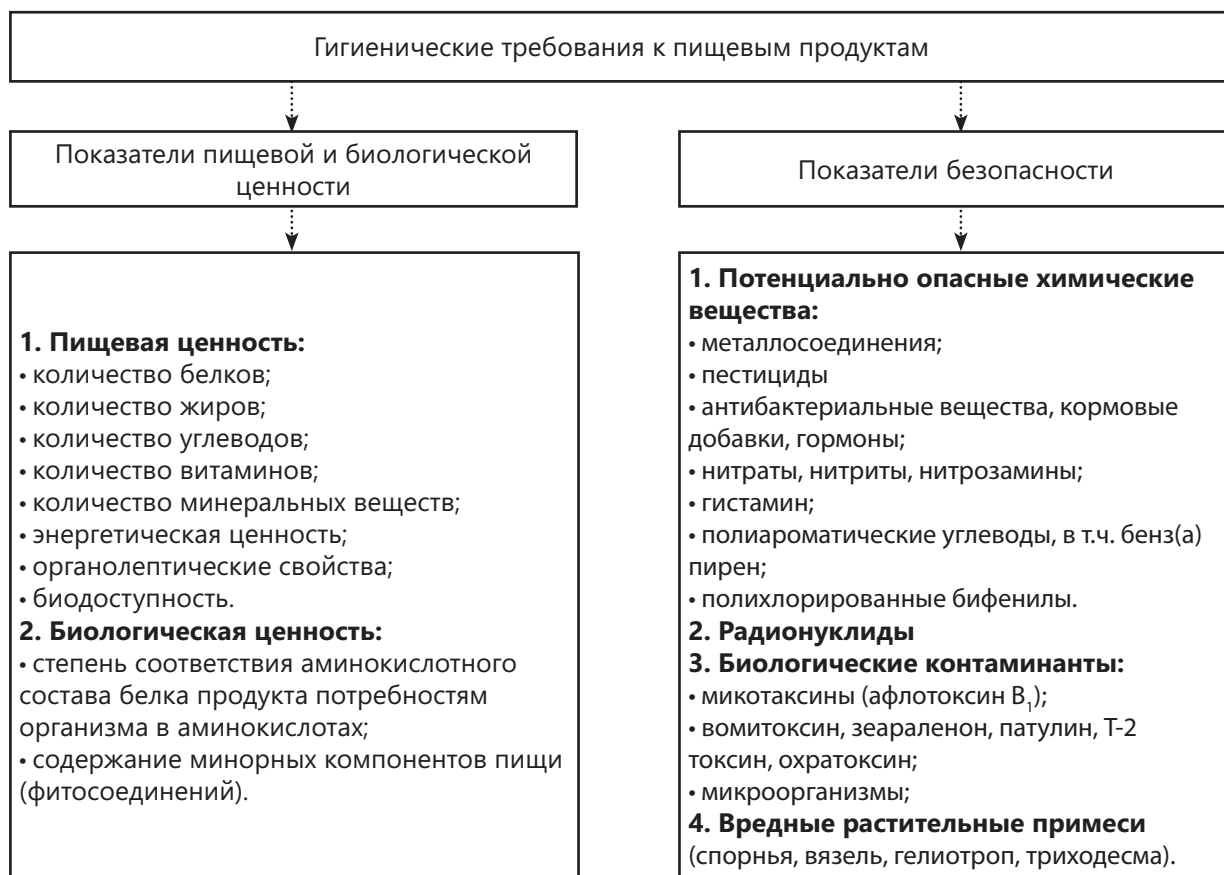 Гигиенические требования к пищевым продуктам
Показатели пищевой и биологической
ценности
Показатели безопасности
1. Пищевая ценность:
• количество белков;
• количество жиров;
• количество углеводов;
• количество витаминов;
• количество минеральных веществ;
• энергетическая ценность;
• органолептические свойства;
• биодоступность.
2. Биологическая ценность:
• степень соответствия аминокислотного
состава белка продукта потребностям
организма в аминокислотах;
• содержание минорных компонентов пищи
(фитосоединений).
1. Потенциально опасные химические
вещества:
• металлосоединения;
• пестициды
• антибактериальные вещества, кормовые
добавки, гормоны;
• нитраты, нитриты, нитрозамины;
• гистамин;
• полиароматические углеводы, в т.ч. бенз(а)
пирен;
• полихлорированные бифенилы.
2. Радионуклиды
3. Биологические контаминанты:
• микотаксины (афлотоксин В₁);
• вомитоксин, зеараленон, патулин, Т-2
токсин, охратоксин;
• микроорганизмы;
4. Вредные растительные примеси
(спорнья, вязель, гелиотроп, триходесма).